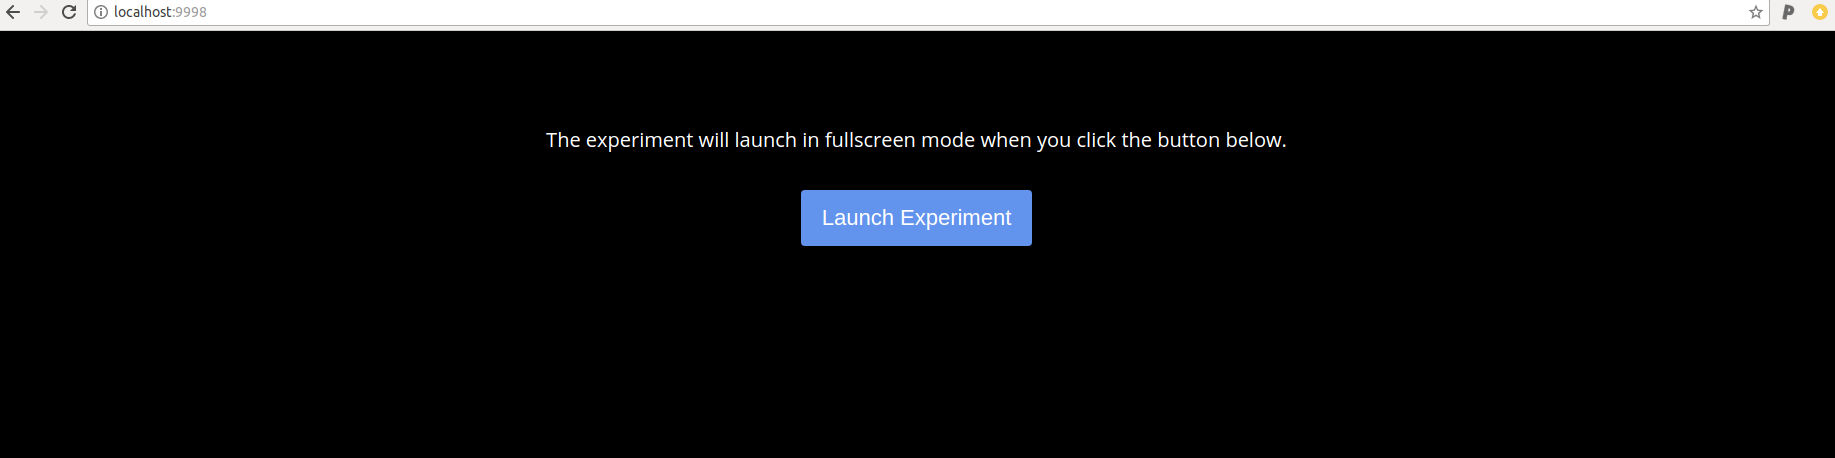 localhost:9998
The experiment will launch in fullscreen mode when you click the button below.
Launch Experiment